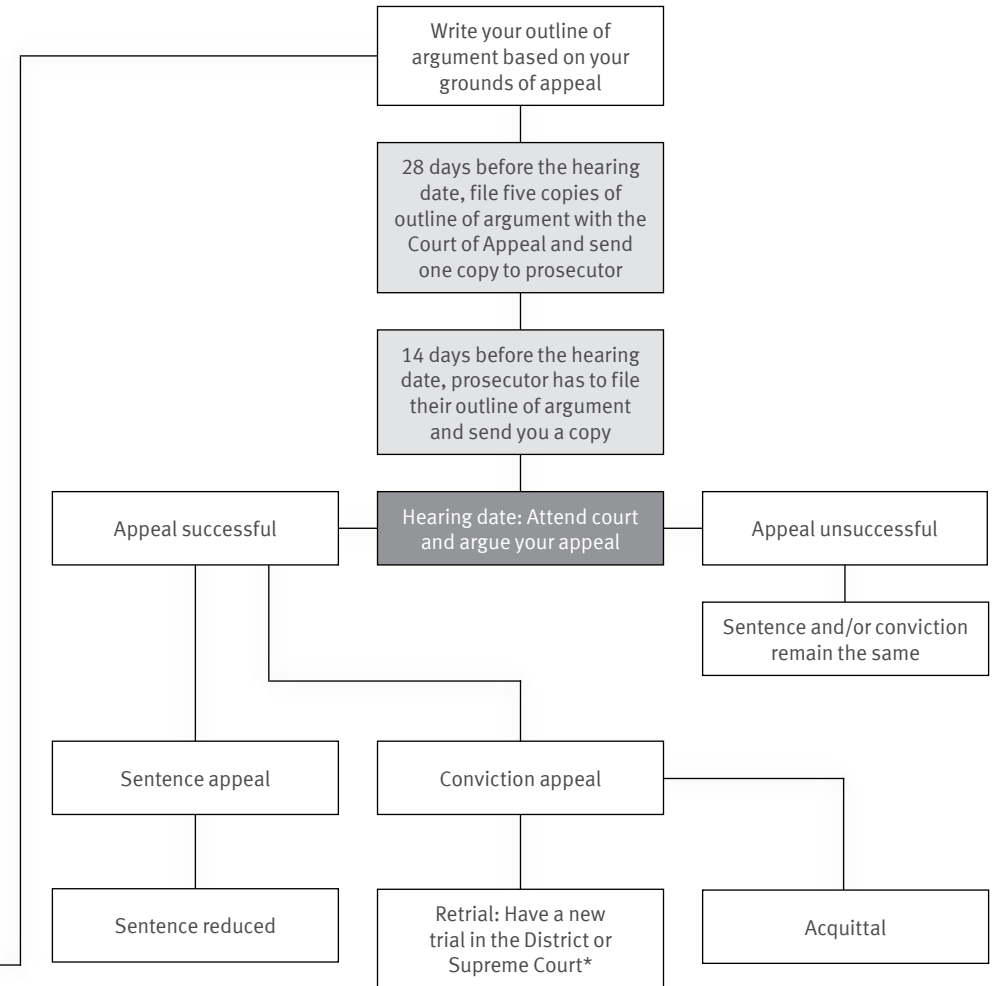 Write your outline of
argument based on your
grounds of appeal
28 days before the hearing
date, file five copies of
outline of argument with the
Court of Appeal and send
one copy to prosecutor
14 days before the hearing
date, prosecutor has to file
their outline of argument
and send you a copy
Appeal successful
Hearing date: Attend court
and argue your appeal
Appeal unsuccessful
Sentence and/or conviction
remain the same
Sentence appeal
Conviction appeal
Sentence reduced
Retrial: Have a new
trial in the District or
Supreme Court*
Acquittal